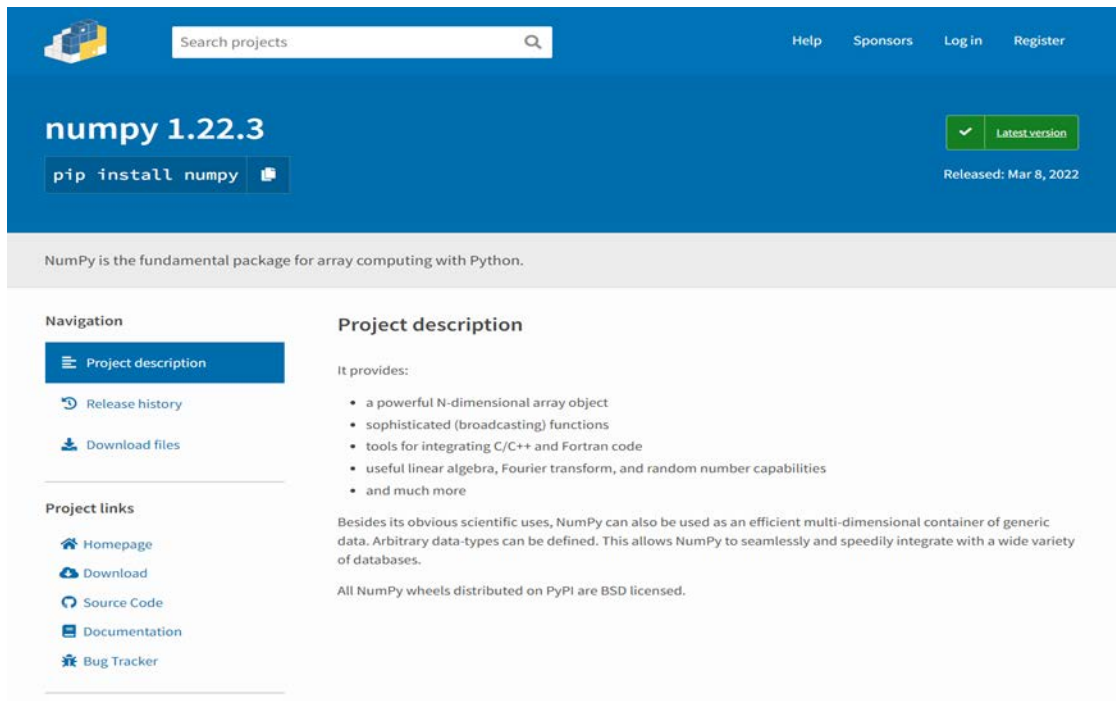 Search projects
Help Sponsors Log in Register
numpy 1.22.3
Latest version
pip install numpy
Released: Mar 8, 2022
NumPy is the fundamental package for array computing with Python.
Navigation
Project description
Release history
Download files
Project links
Homepage
Download
Source Code
Documentation
Bug Tracker
Project description
It provides:
• a powerful N-dimensional array object
• sophisticated (broadcasting) functions
• tools for integrating C/C++ and Fortran code
• useful linear algebra, Fourier transform, and random number capabilities
• and much more
Besides its obvious scientific uses, NumPy can also be used as an efficient multi-dimensional container of generic
data. Arbitrary data-types can be defined. This allows NumPy to seamlessly and speedily integrate with a wide variety
of databases.
All NumPy wheels distributed on PyPI are BSD licensed.